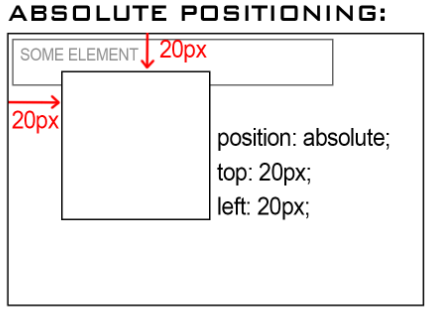 ABSOLUTE POSITIONING:
SOME ELEMENT
20px
20px
position: absolute;
top: 20px;
left: 20px;